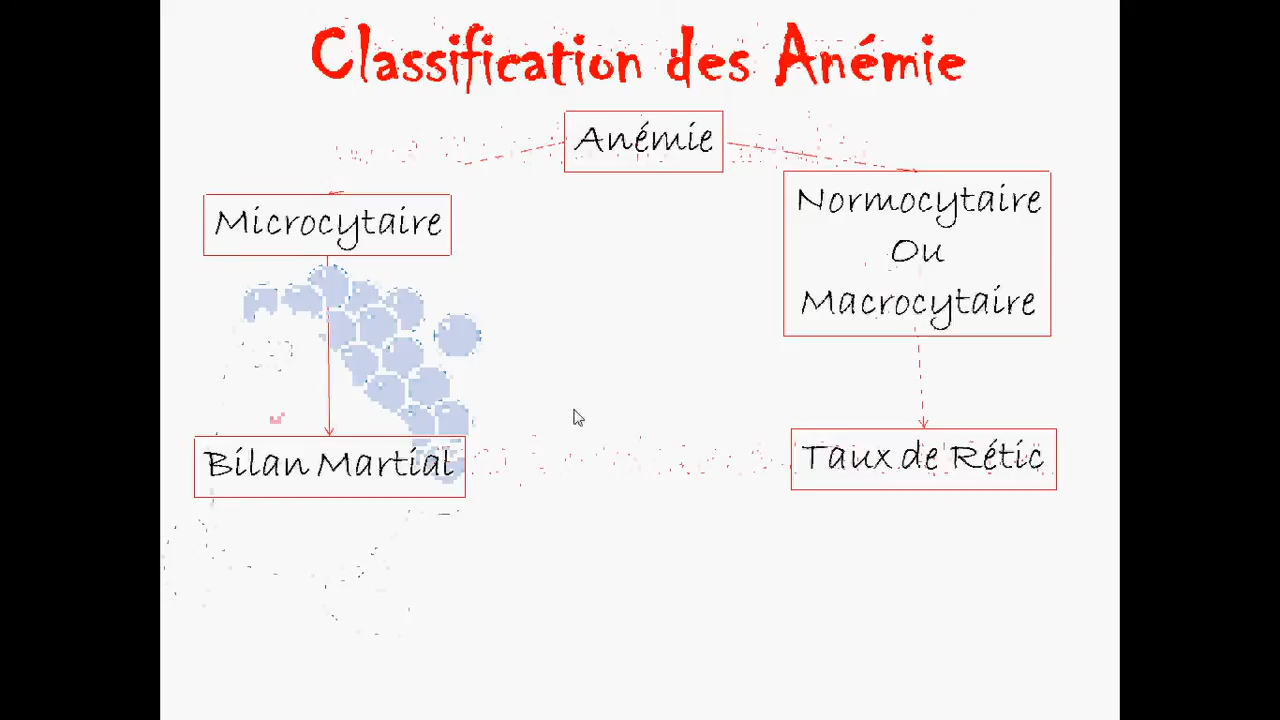 Classification des Anémie
Anémie
Microcytaire
Normocytaire
Ou
Macrocytaire
Bilan Martial
Taux de Rétic